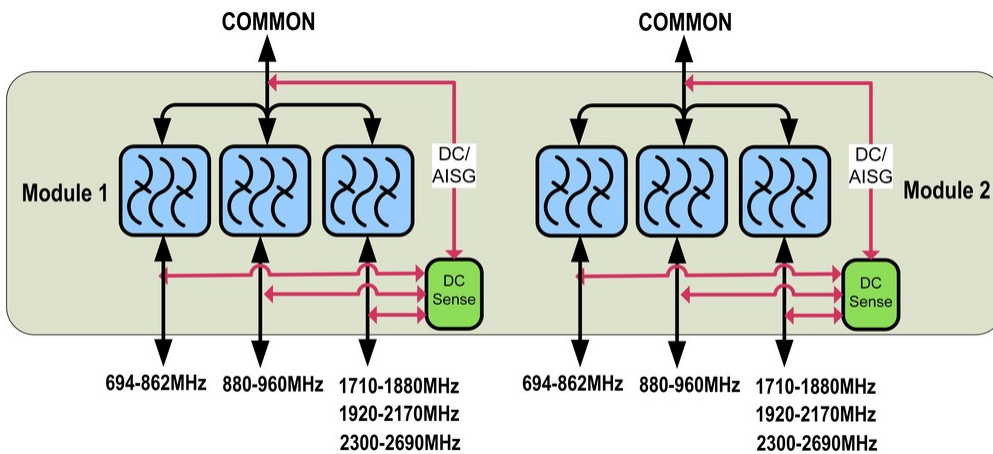 COMMON
COMMON
DC/
AISG
DC/
AISG
Module 1
Module 2
DC
Sense
DC
Sense
694-862MHz
880-960MHz
1710-1880MHz
1920-2170MHz
2300-2690MHz
694-862MHz
880-960MHz
1710-1880MHz
1920-2170MHz
2300-2690MHz